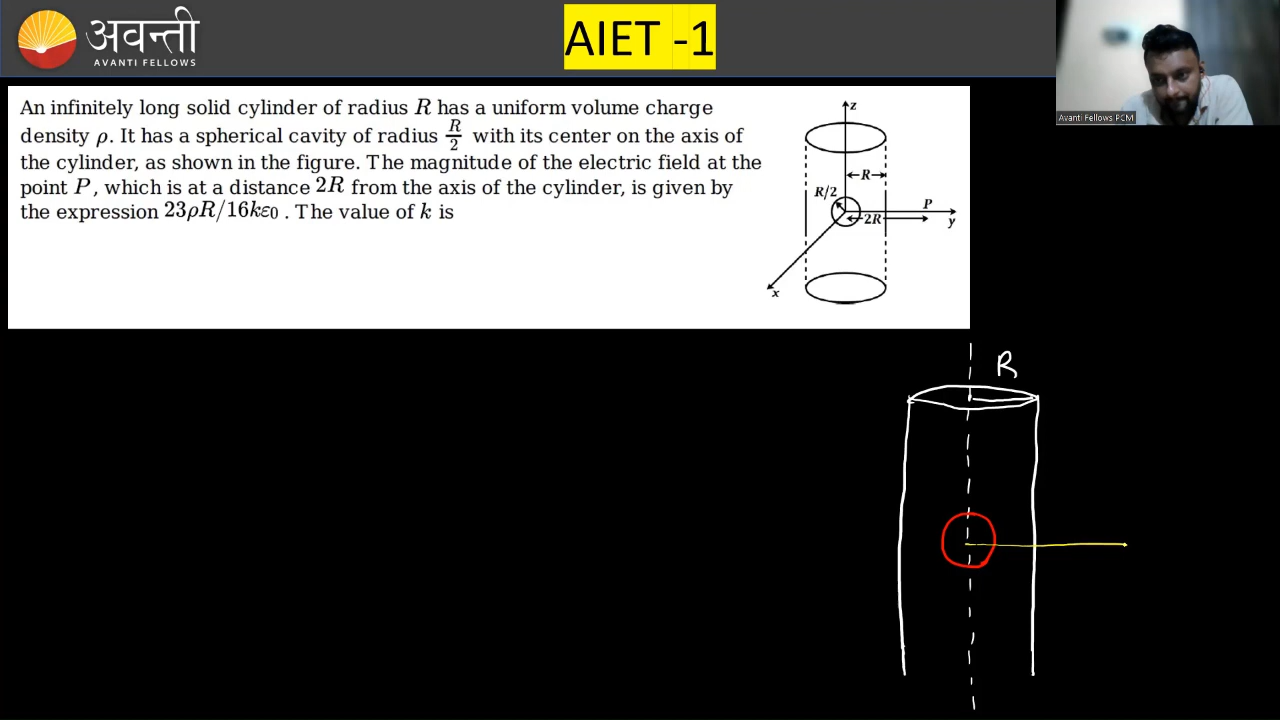 अवन्ती
AVANTI FELLOWS
AIET -1
An infinitely long solid cylinder of radius R has a uniform volume charge
density ρ. It has a spherical cavity of radius R/2 with its center on the axis of
the cylinder, as shown in the figure. The magnitude of the electric field at the
point P, which is at a distance 2R from the axis of the cylinder, is given by
the expression 23ρR/16kε₀ . The value of k is
z
R
R/2
P
2R
y
x
Avanti Fellows PCM
R